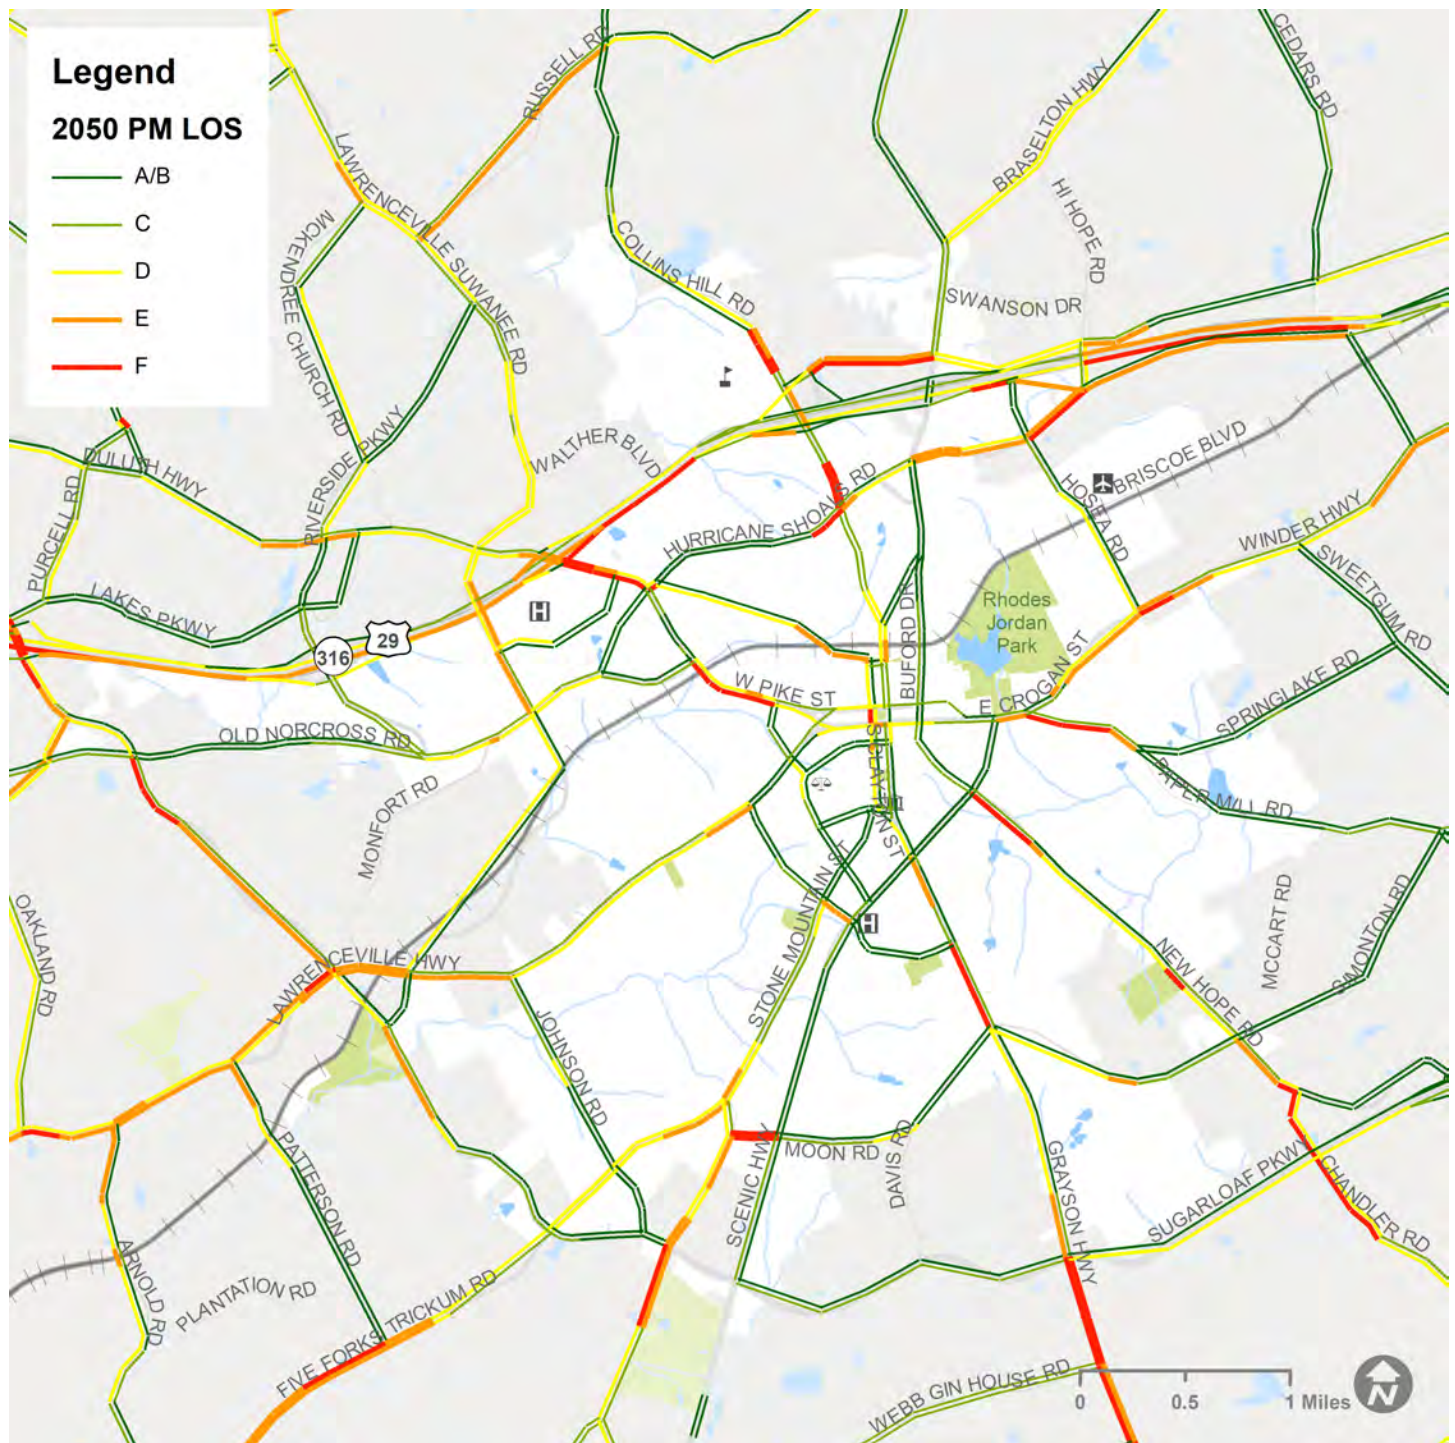 Legend
2050 PM LOS
A/B
C
D
E
F
RUSSELL RD
CEDARS RD
BRASELTON HWY
LAWRENCEVILLE SUWANEE RD
HI HOPE RD
MCKENDREE CHURCH RD
COLLINS HILL RD
SWANSON DR
RIVERSIDE PKWY
WALTHER BLVD
DULUTH HWY
BRISCOE BLVD
HURRICANE SHOALS RD
HOSEA RD
PURCELL RD
WINDER HWY
SWEETGUM RD
LAKES PKWY
BUFORD DR
Rhodes
Jordan
Park
H
29
316
W PIKE ST
E CROGAN ST
SPRINGLAKE RD
OLD NORCROSS RD
S CLAYTON ST
PAPER MILL RD
MONFORT RD
STONE MOUNTAIN ST
OAKLAND RD
MCCART RD
SIMONTON RD
H
LAWRENCEVILLE HWY
NEW HOPE RD
JOHNSON RD
MOON RD
DAVIS RD
SCENIC HWY
PATTERSON RD
GRAYSON HWY
SUGARLOAF PKWY
CHANDLER RD
ARNOLD RD
PLANTATION RD
FIVE FORKS TRICKUM RD
WEBB GIN HOUSE RD
0 0.5 1 Miles
N